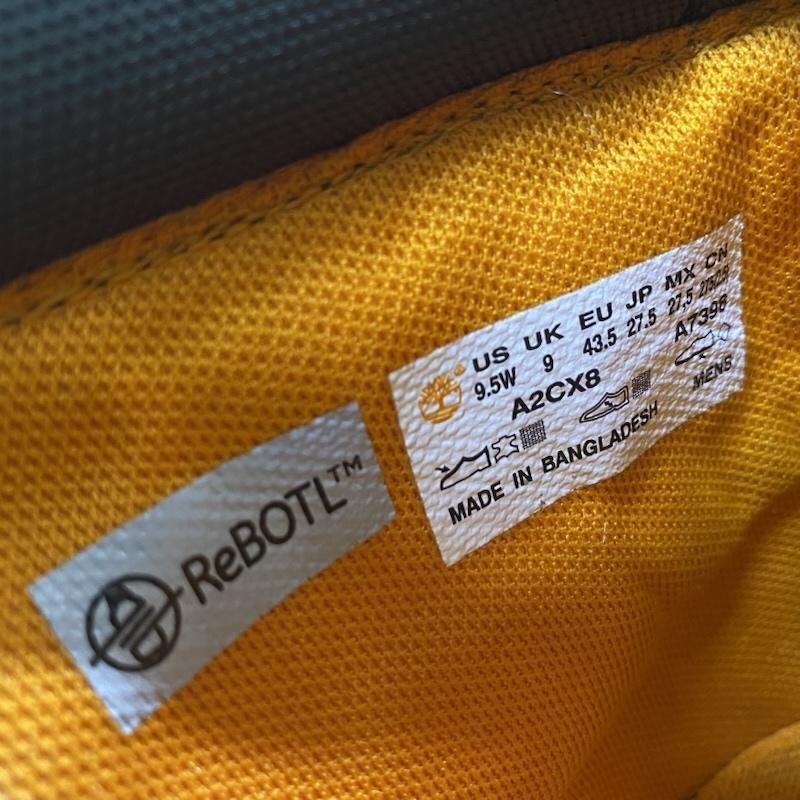 ReBOTL™
US UK EU JP MX CN
9.5W 9 43.5 27.5 27,5
A2CX8 A7398
MENS
MADE IN BANGLADESH